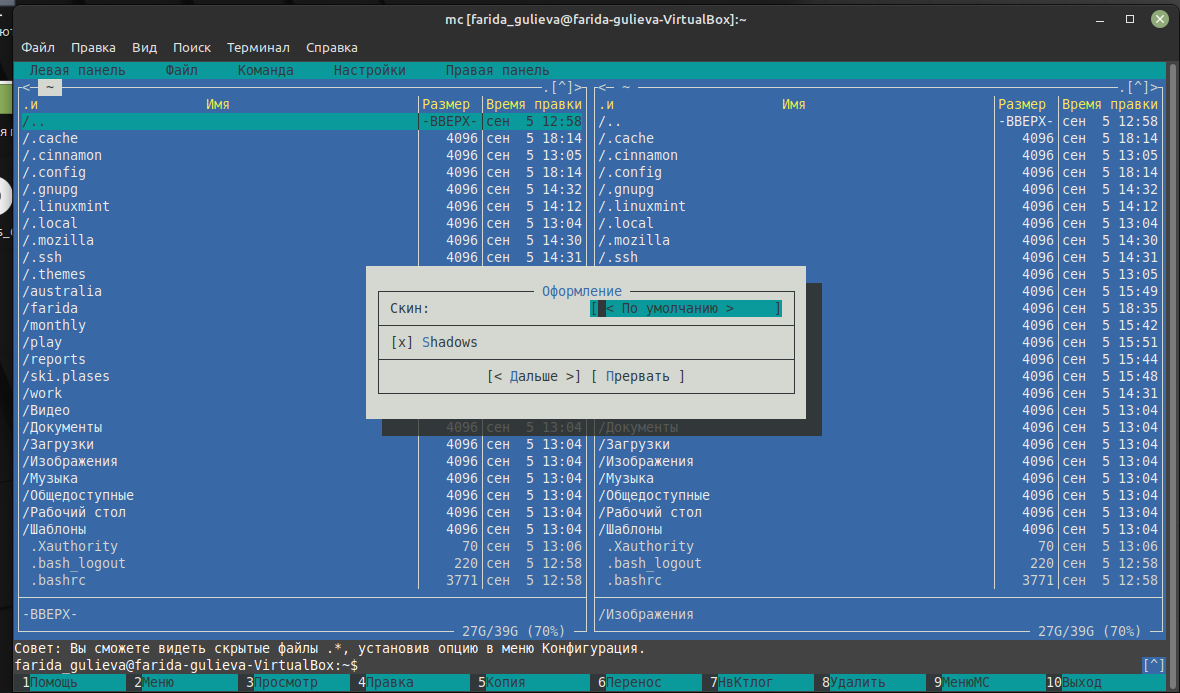 mc [farida_gulieva@farida-gulieva-VirtualBox]:~
Файл Правка Вид Поиск Терминал Справка
Левая панель Файл Команда Настройки Правая панель
<─ ~ .[^]> <─ ~ .[^]>
.и Имя Размер Время правки .и Имя Размер Время правки
/.. -ВВЕРХ- сен 5 12:58 /.. -ВВЕРХ- сен 5 12:58
/.cache 4096 сен 5 18:14 /.cache 4096 сен 5 18:14
/.cinnamon 4096 сен 5 13:05 /.cinnamon 4096 сен 5 13:05
/.config 4096 сен 5 18:14 /.config 4096 сен 5 18:14
/.gnupg 4096 сен 5 14:32 /.gnupg 4096 сен 5 14:32
/.linuxmint 4096 сен 5 14:12 /.linuxmint 4096 сен 5 14:12
/.local 4096 сен 5 13:04 /.local 4096 сен 5 13:04
/.mozilla 4096 сен 5 14:30 /.mozilla 4096 сен 5 14:30
/.ssh 4096 сен 5 14:31 /.ssh 4096 сен 5 14:31
/.themes 4096 сен 5 13:05
/australia Оформление 4096 сен 5 15:49
/farida Скин: [< По умолчанию > ] 4096 сен 5 18:35
/monthly 4096 сен 5 15:42
/play [x] Shadows 4096 сен 5 15:51
/reports 4096 сен 5 15:44
/ski.plases [< Дальше >] [ Прервать ] 4096 сен 5 15:48
/work 4096 сен 5 14:31
/Видео 4096 сен 5 13:04
/Документы 4096 сен 5 13:04 /Документы 4096 сен 5 13:04
/Загрузки 4096 сен 5 13:04 /Загрузки 4096 сен 5 13:04
/Изображения 4096 сен 5 13:04 /Изображения 4096 сен 5 13:04
/Музыка 4096 сен 5 13:04 /Музыка 4096 сен 5 13:04
/Общедоступные 4096 сен 5 13:04 /Общедоступные 4096 сен 5 13:04
/Рабочий стол 4096 сен 5 13:04 /Рабочий стол 4096 сен 5 13:04
/Шаблоны 4096 сен 5 13:04 /Шаблоны 4096 сен 5 13:04
.Xauthority 70 сен 5 13:06 .Xauthority 70 сен 5 13:06
.bash_logout 220 сен 5 12:58 .bash_logout 220 сен 5 12:58
.bashrc 3771 сен 5 12:58 .bashrc 3771 сен 5 12:58
-ВВЕРХ- /Изображения
27G/39G (70%) 27G/39G (70%)
Совет: Вы сможете видеть скрытые файлы .*, установив опцию в меню Конфигурация.
farida_gulieva@farida-gulieva-VirtualBox:~$ [^]
1Помощь 2Меню 3Просмотр 4Правка 5Копия 6Перенос 7НвКтлог 8Удалить 9МенюМС 10Выход